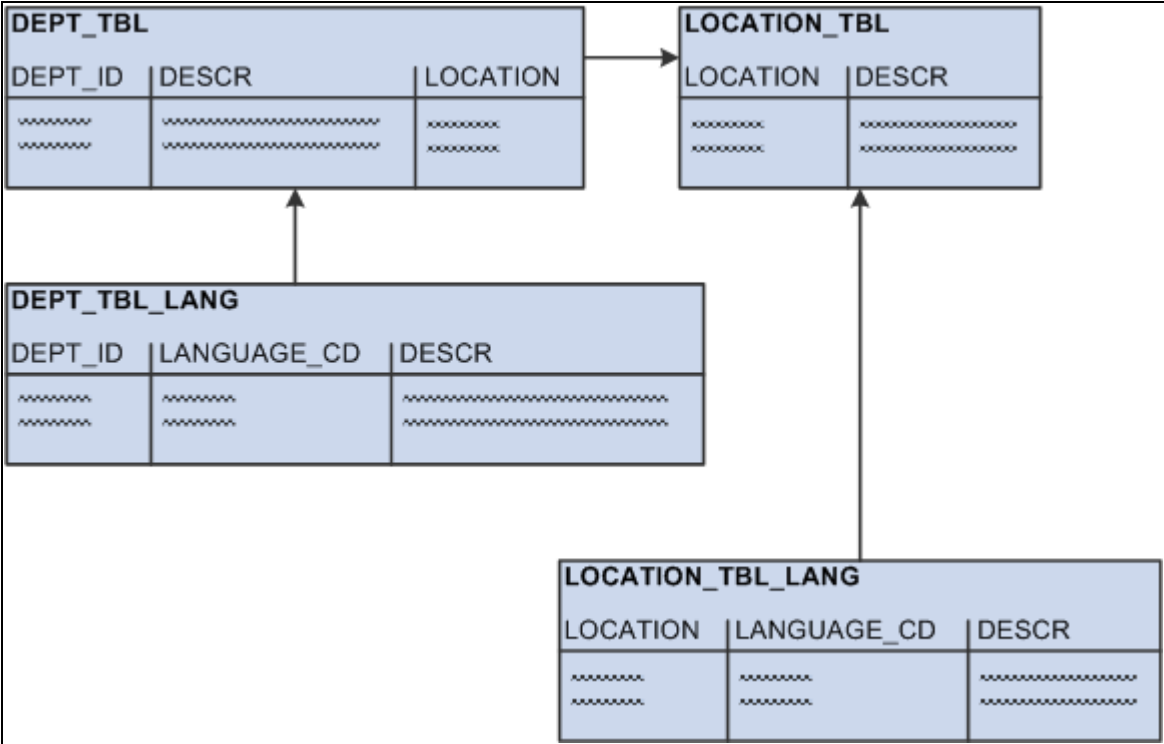 DEPT_TBL
DEPT_ID DESCR LOCATION
LOCATION_TBL
LOCATION DESCR
DEPT_TBL_LANG
DEPT_ID LANGUAGE_CD DESCR
LOCATION_TBL_LANG
LOCATION LANGUAGE_CD DESCR